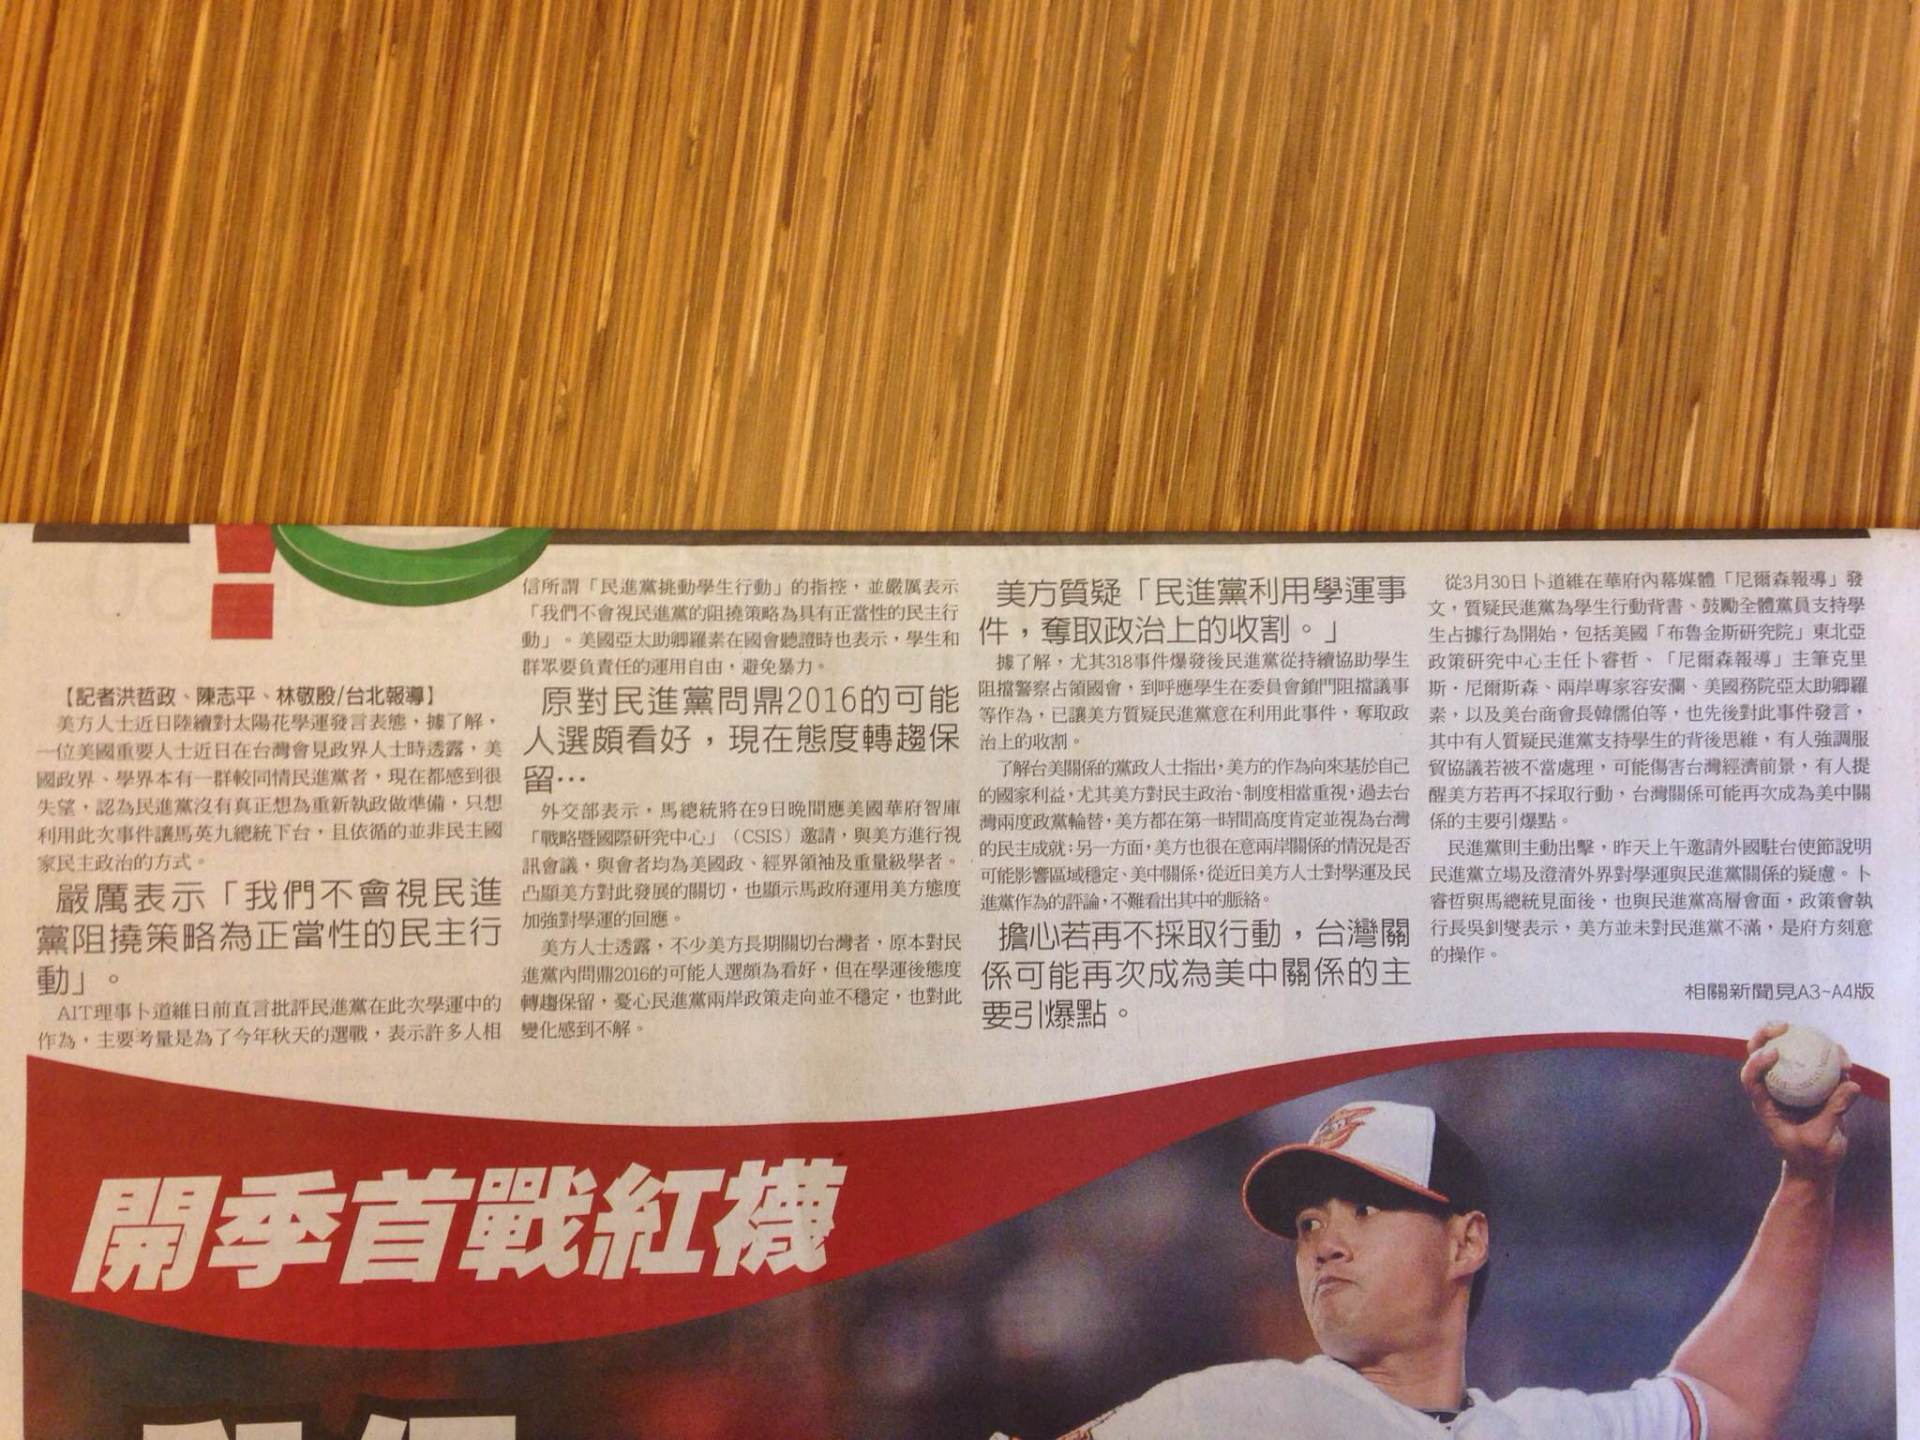 【記者洪哲政、陳志平、林敬殷/台北報導】
美方人士近日陸續對太陽花學運發言表態，據了解，
一位美國重要人士近日在台灣會見政界人士時透露，美
國政界、學界本有一群較同情民進黨者，現在都感到很
失望，認為民進黨沒有真正想為重新執政做準備，只想
利用此次事件讓馬英九總統下台，且依循的並非民主國
家民主政治的方式。
嚴厲表示「我們不會視民進
黨阻撓策略為正當性的民主行
動」。
AIT理事卜道維日前直言批評民進黨在此次學運中的
作為，主要考量是為了今年秋天的選戰，表示許多人相
信所謂「民進黨挑動學生行動」的指控，並嚴厲表示
「我們不會視民進黨的阻撓策略為具有正當性的民主行
動」。美國亞太助卿羅素在國會聽證時也表示，學生和
群眾要負責任的運用自由，避免暴力。
原對民進黨問鼎2016的可能
人選頗看好，現在態度轉趨保
留…
外交部表示，馬總統將在9日晚間應美國華府智庫
「戰略暨國際研究中心」（CSIS）邀請，與美方進行視
訊會議，與會者均為美國政、經界領袖及重量級學者。
凸顯美方對此發展的關切，也顯示馬政府運用美方態度
加強對學運的回應。
美方人士透露，不少美方長期關切台灣者，原本對民
進黨內問鼎2016的可能人選頗為看好，但在學運後態度
轉趨保留，憂心民進黨兩岸政策走向並不穩定，也對此
變化感到不解。
美方質疑「民進黨利用學運事
件，奪取政治上的收割。」
據了解，尤其318事件爆發後民進黨從持續協助學生
阻擋警察占領國會，到呼應學生在委員會鎖門阻擋議事
等作為，已讓美方質疑民進黨意在利用此事件，奪取政
治上的收割。
了解台美關係的黨政人士指出，美方的作為向來基於自己
的國家利益，尤其美方對民主政治、制度相當重視，過去台
灣兩度政黨輪替，美方都在第一時間高度肯定並視為台灣
的民主成就；另一方面，美方也很在意兩岸關係的情況是否
可能影響區域穩定、美中關係，從近日美方人士對學運及民
進黨作為的評論，不難看出其中的脈絡。
擔心若再不採取行動，台灣關
係可能再次成為美中關係的主
要引爆點。
從3月30日卜道維在華府內幕媒體「尼爾森報導」發
文，質疑民進黨為學生行動背書、鼓勵全體黨員支持學
生占據行為開始，包括美國「布魯金斯研究院」東北亞
政策研究中心主任卜睿哲、「尼爾森報導」主筆克里
斯．尼爾斯森、兩岸專家容安瀾、美國務院亞太助卿羅
素，以及美台商會長韓儒伯等，也先後對此事件發言，
其中有人質疑民進黨支持學生的背後思維，有人強調服
貿協議若被不當處理，可能傷害台灣經濟前景，有人提
醒美方若再不採取行動，台灣關係可能再次成為美中關
係的主要引爆點。
民進黨則主動出擊，昨天上午邀請外國駐台使節說明
民進黨立場及澄清外界對學運與民進黨關係的疑慮。卜
睿哲與馬總統見面後，也與民進黨高層會面，政策會執
行長吳釗燮表示，美方並未對民進黨不滿，是府方刻意
的操作。
相關新聞見A3~A4版
開季首戰紅襪